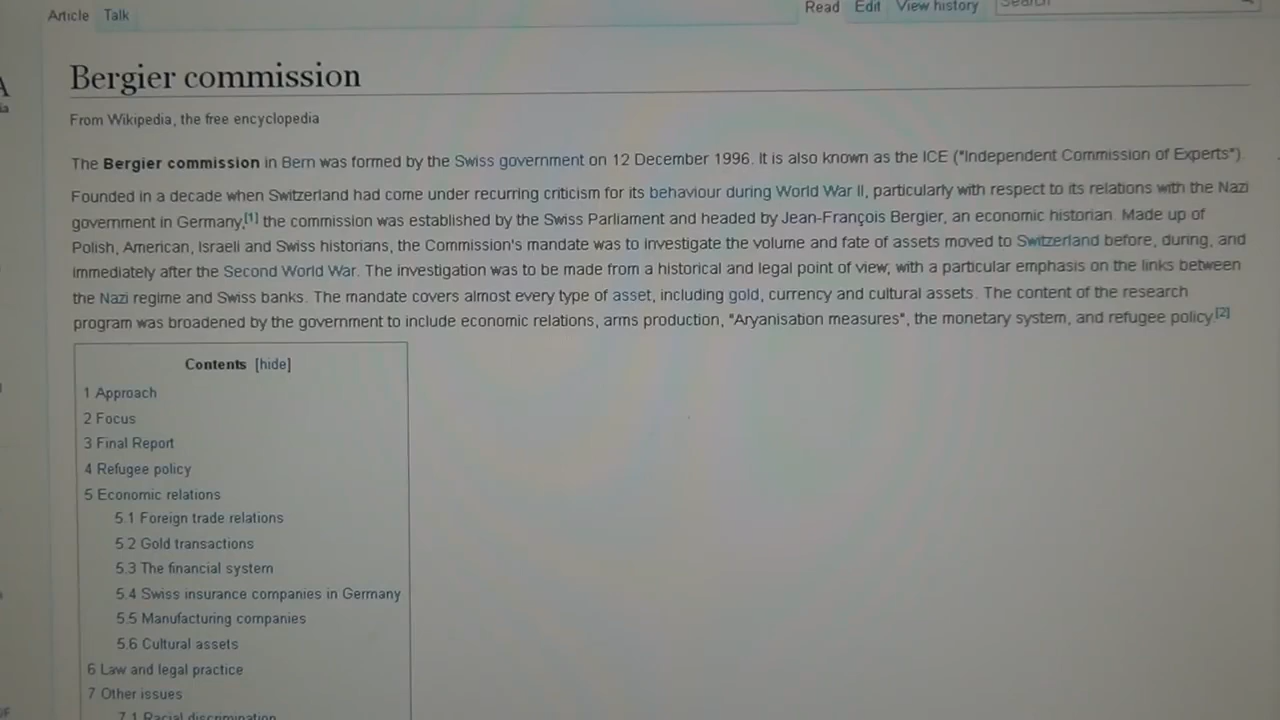 Article Talk Read Edit View history Search
Bergier commission
From Wikipedia, the free encyclopedia
The Bergier commission in Bern was formed by the Swiss government on 12 December 1996. It is also known as the ICE ("Independent Commission of Experts").
Founded in a decade when Switzerland had come under recurring criticism for its behaviour during World War II, particularly with respect to its relations with the Nazi
government in Germany,[1] the commission was established by the Swiss Parliament and headed by Jean-François Bergier, an economic historian. Made up of
Polish, American, Israeli and Swiss historians, the Commission's mandate was to investigate the volume and fate of assets moved to Switzerland before, during, and
immediately after the Second World War. The investigation was to be made from a historical and legal point of view, with a particular emphasis on the links between
the Nazi regime and Swiss banks. The mandate covers almost every type of asset, including gold, currency and cultural assets. The content of the research
program was broadened by the government to include economic relations, arms production, "Aryanisation measures", the monetary system, and refugee policy.[2]
Contents [hide]
1 Approach
2 Focus
3 Final Report
4 Refugee policy
5 Economic relations
5.1 Foreign trade relations
5.2 Gold transactions
5.3 The financial system
5.4 Swiss insurance companies in Germany
5.5 Manufacturing companies
5.6 Cultural assets
6 Law and legal practice
7 Other issues
7.1 Racial discrimination